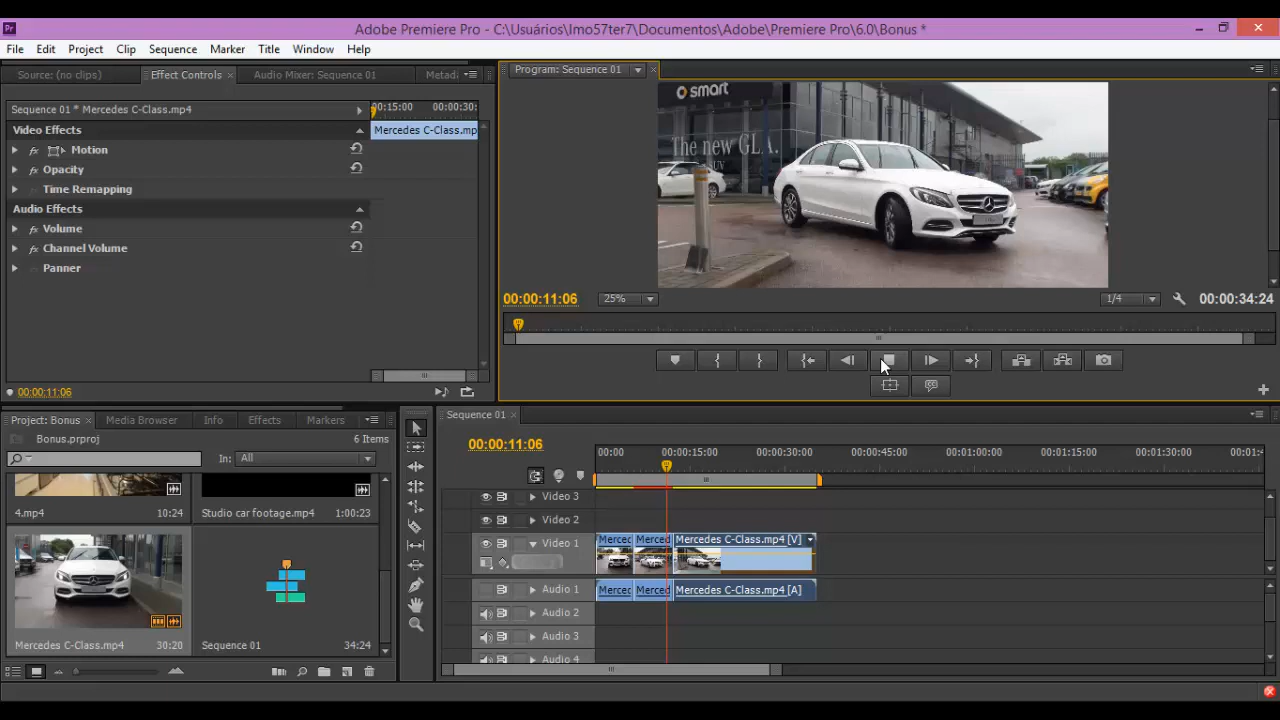 Adobe Premiere Pro - C:\Usuários\Imo57ter7\Documentos\Adobe\Premiere Pro\6.0\Bonus *
File Edit Project Clip Sequence Marker Title Window Help
Source: (no clips) Effect Controls Audio Mixer: Sequence 01 Metad
Program: Sequence 01
Sequence 01 * Mercedes C-Class.mp4
00:15:00 00:00:30:
Video Effects
Mercedes C-Class.mp
Motion
Opacity
Time Remapping
Audio Effects
Volume
Channel Volume
Panner
00:00:11:06
smart
The new GLA.
SUV
00:00:11:06 25% 1/4 00:00:34:24
Project: Bonus Media Browser Info Effects Markers
Bonus.prproj 6 Items
In: All
4.mp4 10:24
Studio car footage.mp4 1:00:23
Mercedes C-Class.mp4 30:20
Sequence 01 34:24
Sequence 01
00:00:11:06
00:00 00:00:15:00 00:00:30:00 00:00:45:00 00:01:00:00 00:01:15:00 00:01:30:00 00:01:4
Video 3
Video 2
Video 1
Merced Merced Mercedes C-Class.mp4 [V]
Audio 1 Merced Merced Mercedes C-Class.mp4 [A]
Audio 2
Audio 3
Audio 4